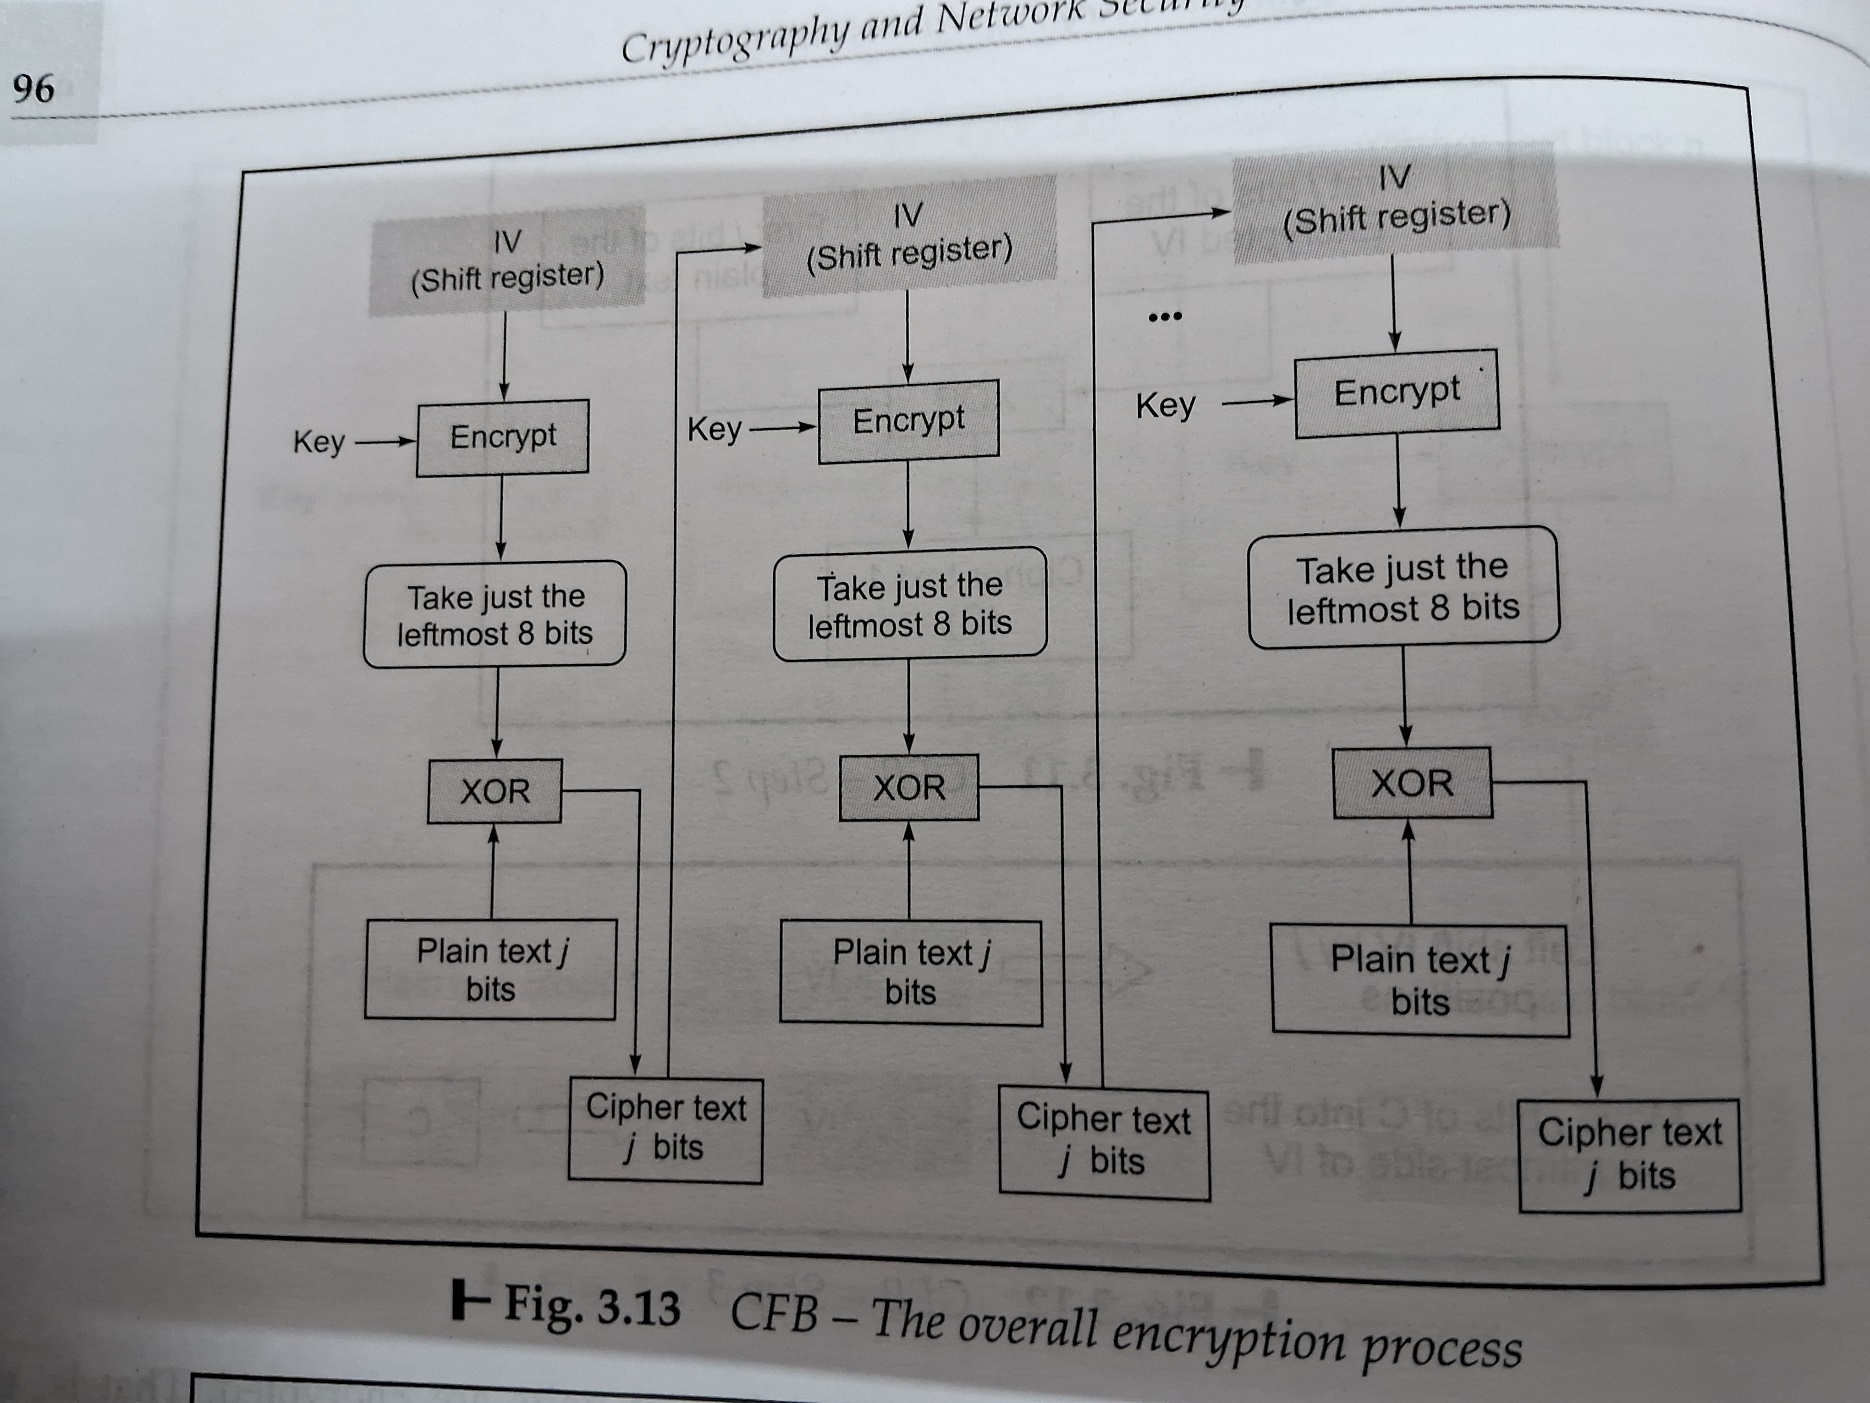 Cryptography and Network Security
96
IV
(Shift register)
Key
Encrypt
Take just the
leftmost 8 bits
XOR
Plain text j
bits
Cipher text
j bits
IV
(Shift register)
Key
Encrypt
Take just the
leftmost 8 bits
XOR
Plain text j
bits
Cipher text
j bits
...
IV
(Shift register)
Key
Encrypt
Take just the
leftmost 8 bits
XOR
Plain text j
bits
Cipher text
j bits
Fig. 3.13 CFB – The overall encryption process